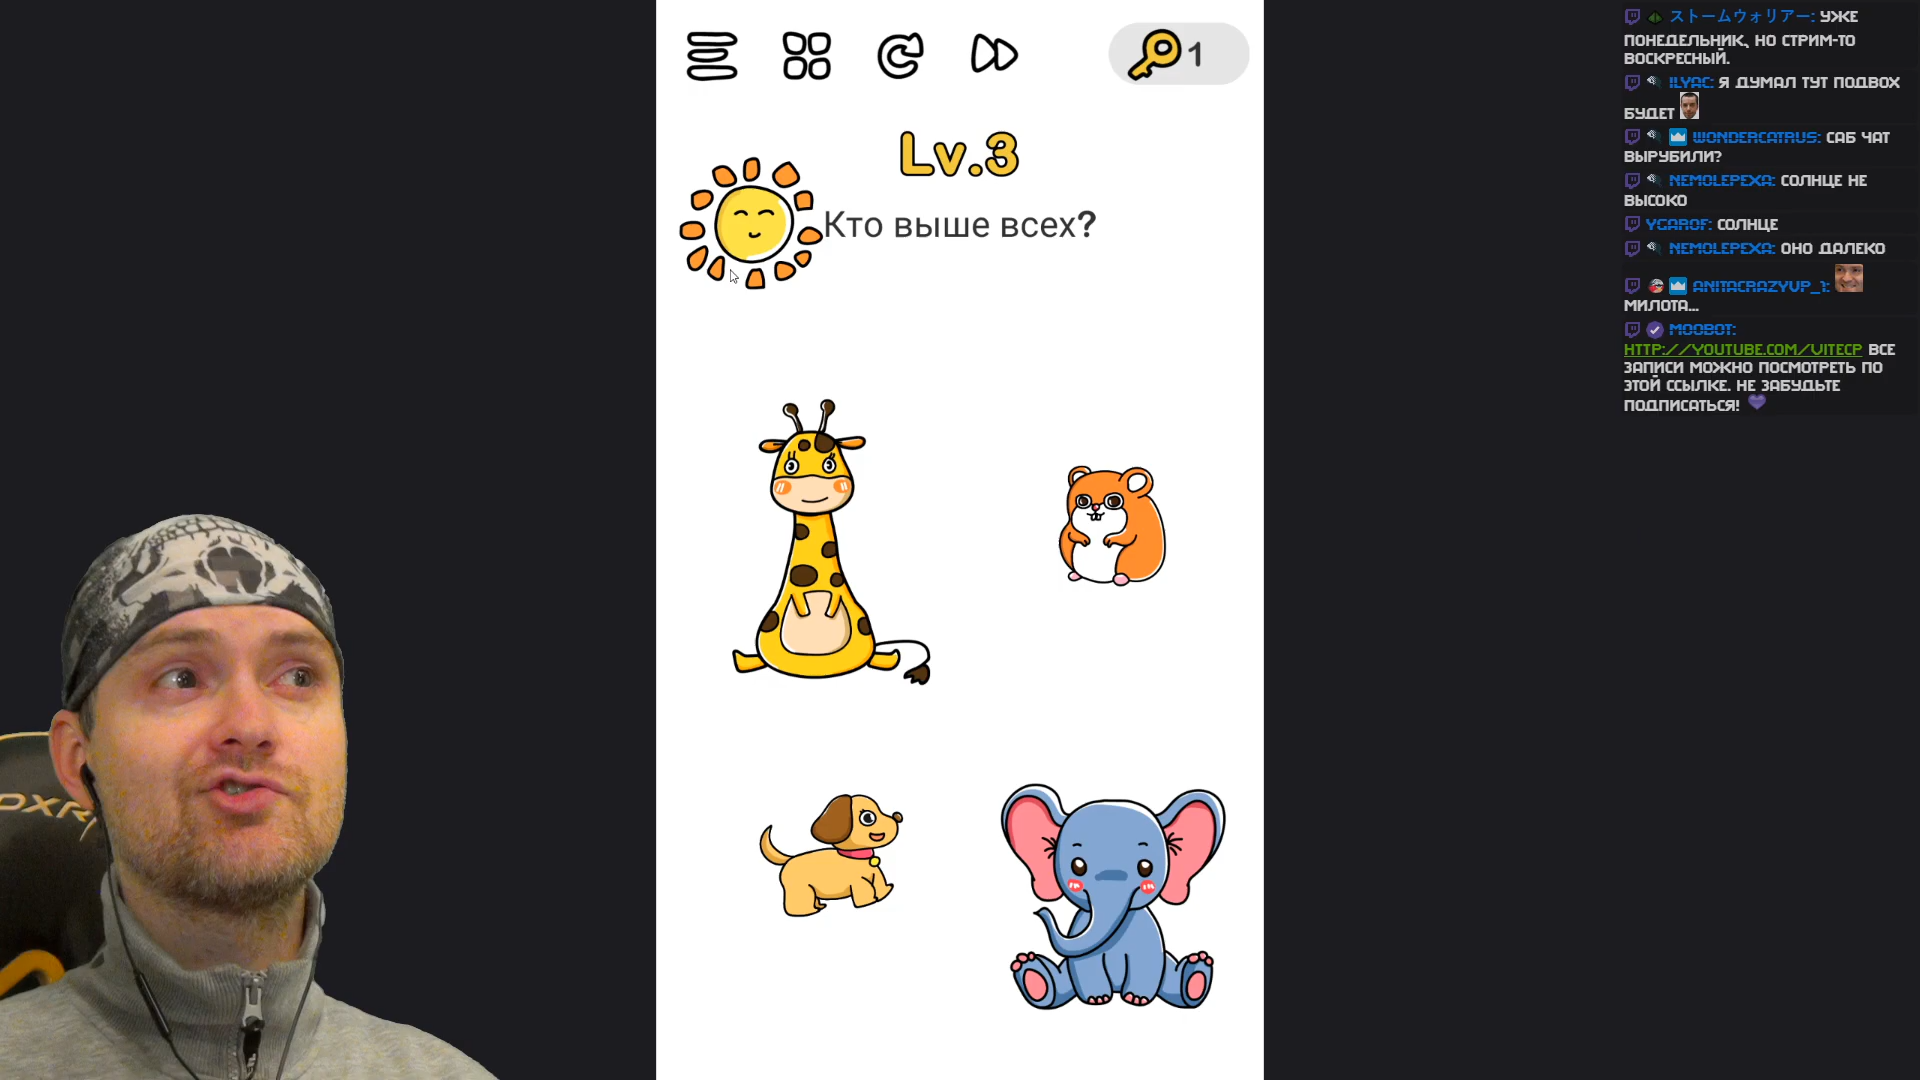 1
Lv.3
Кто выше всех?
ストームウォリアー: УЖЕ
ПОНЕДЕЛЬНИК, НО СТРИМ-ТО
ВОСКРЕСНЫЙ.
ILYAC: Я ДУМАЛ ТУТ ПОДВОХ
БУДЕТ
WONDERCATRUS: САБ ЧАТ
ВЫРУБИЛИ?
NEMOLEPEXA: СОЛНЦЕ НЕ
ВЫСОКО
YGAROF: СОЛНЦЕ
NEMOLEPEXA: ОНО ДАЛЕКО
ANITACRAZYVP_1:
МИЛОТА...
MOOBOT:
HTTP://YOUTUBE.COM/VITECP ВСЕ
ЗАПИСИ МОЖНО ПОСМОТРЕТЬ ПО
ЭТОЙ ССЫЛКЕ. НЕ ЗАБУДЬТЕ
ПОДПИСАТЬСЯ!